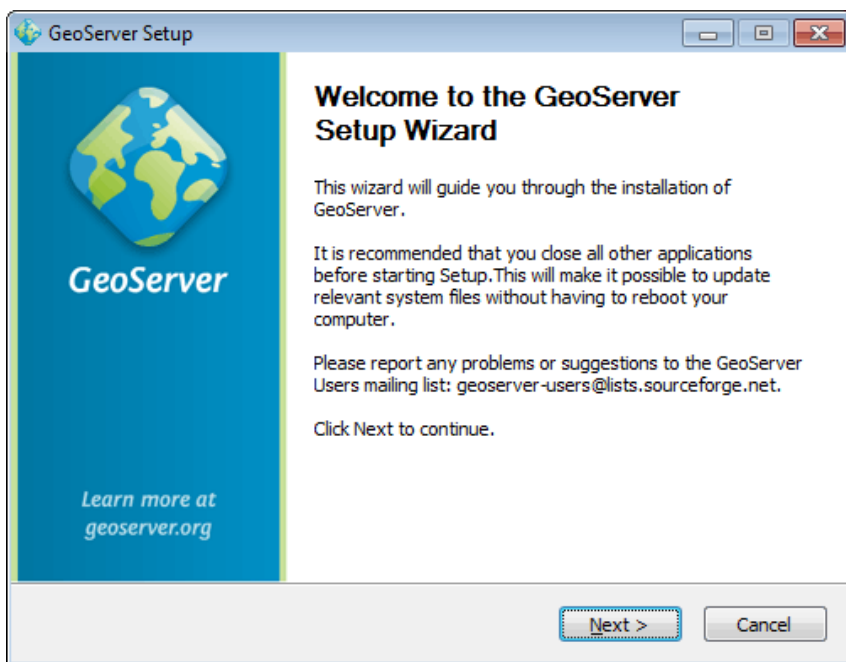 GeoServer Setup
Welcome to the GeoServer
Setup Wizard
This wizard will guide you through the installation of
GeoServer.
It is recommended that you close all other applications
before starting Setup.This will make it possible to update
relevant system files without having to reboot your
computer.
Please report any problems or suggestions to the GeoServer
Users mailing list: geoserver-users@lists.sourceforge.net.
Click Next to continue.
GeoServer
Learn more at
geoserver.org
Next >
Cancel